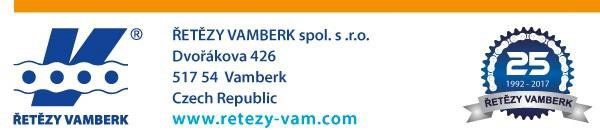 ®
ŘETĚZY VAMBERK
ŘETĚZY VAMBERK spol. s .r.o.
Dvořákova 426
517 54 Vamberk
Czech Republic
www.retezy-vam.com
25
1992 - 2017
ŘETĚZY VAMBERK